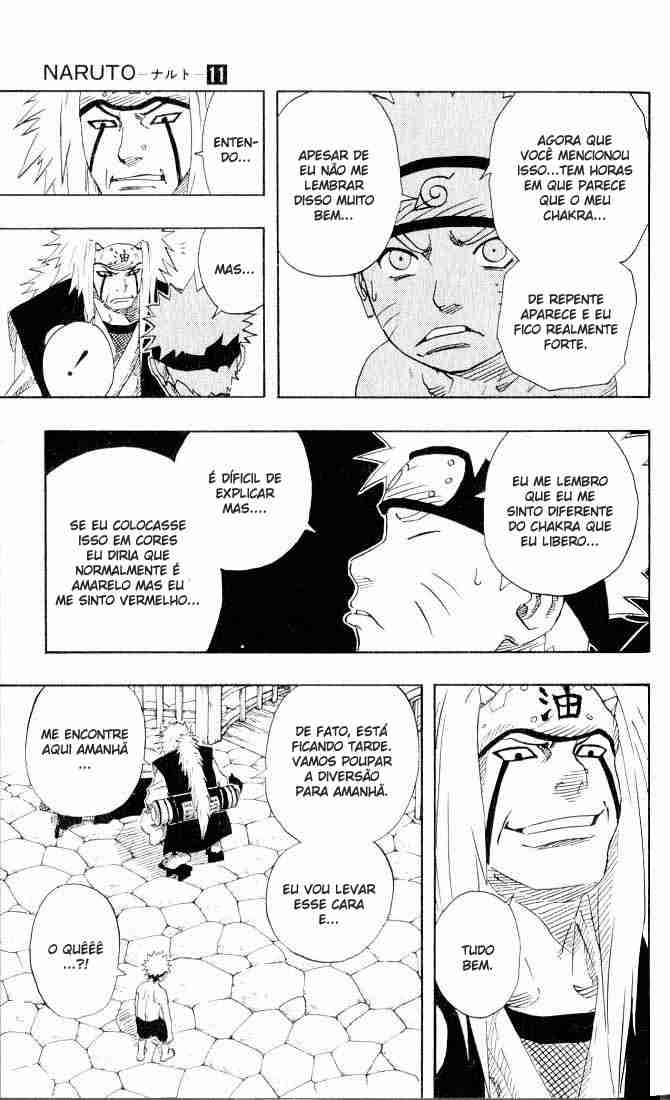 NARUTO —ナルト— 11
AGORA QUE
VOCÊ MENCIONOU
ISSO...TEM HORAS
EM QUE PARECE
QUE O MEU
CHAKRA...
DE REPENTE
APARECE E EU
FICO REALMENTE
FORTE.
APESAR DE
EU NÃO ME
LEMBRAR
DISSO MUITO
BEM...
ENTEN-
DO...
MAS...
!
油
EU ME LEMBRO
QUE EU ME
SINTO DIFERENTE
DO CHAKRA QUE
EU LIBERO...
É DÍFICIL DE
EXPLICAR
MAS....
SE EU COLOCASSE
ISSO EM CORES
EU DIRIA QUE
NORMALMENTE É
AMARELO MAS EU
ME SINTO VERMELHO...
油
TUDO
BEM.
DE FATO, ESTÁ
FICANDO TARDE.
VAMOS POUPAR
A DIVERSÃO
PARA AMANHÃ.
EU VOU LEVAR
ESSE CARA
E...
ME ENCONTRE
AQUI AMANHÃ
...
O QUÊÊÊ
...?!